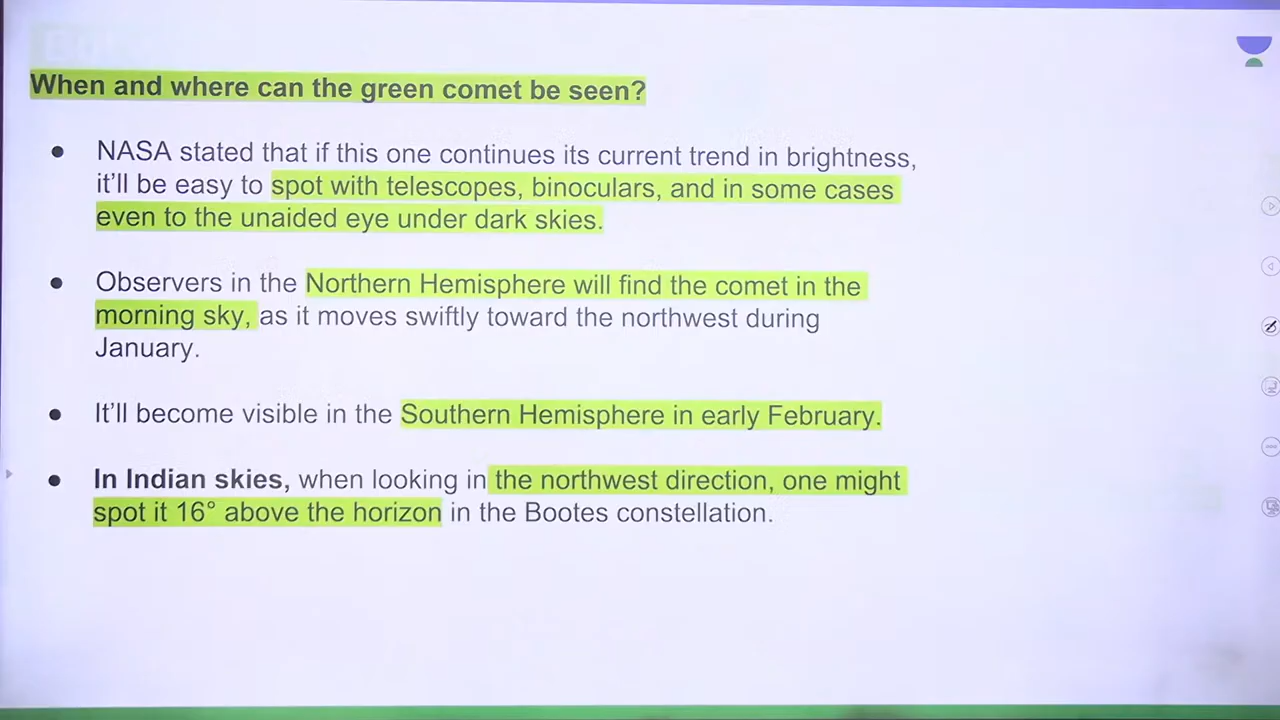 When and where can the green comet be seen?
● NASA stated that if this one continues its current trend in brightness,
it'll be easy to spot with telescopes, binoculars, and in some cases
even to the unaided eye under dark skies.
● Observers in the Northern Hemisphere will find the comet in the
morning sky, as it moves swiftly toward the northwest during
January.
● It'll become visible in the Southern Hemisphere in early February.
● In Indian skies, when looking in the northwest direction, one might
spot it 16° above the horizon in the Bootes constellation.